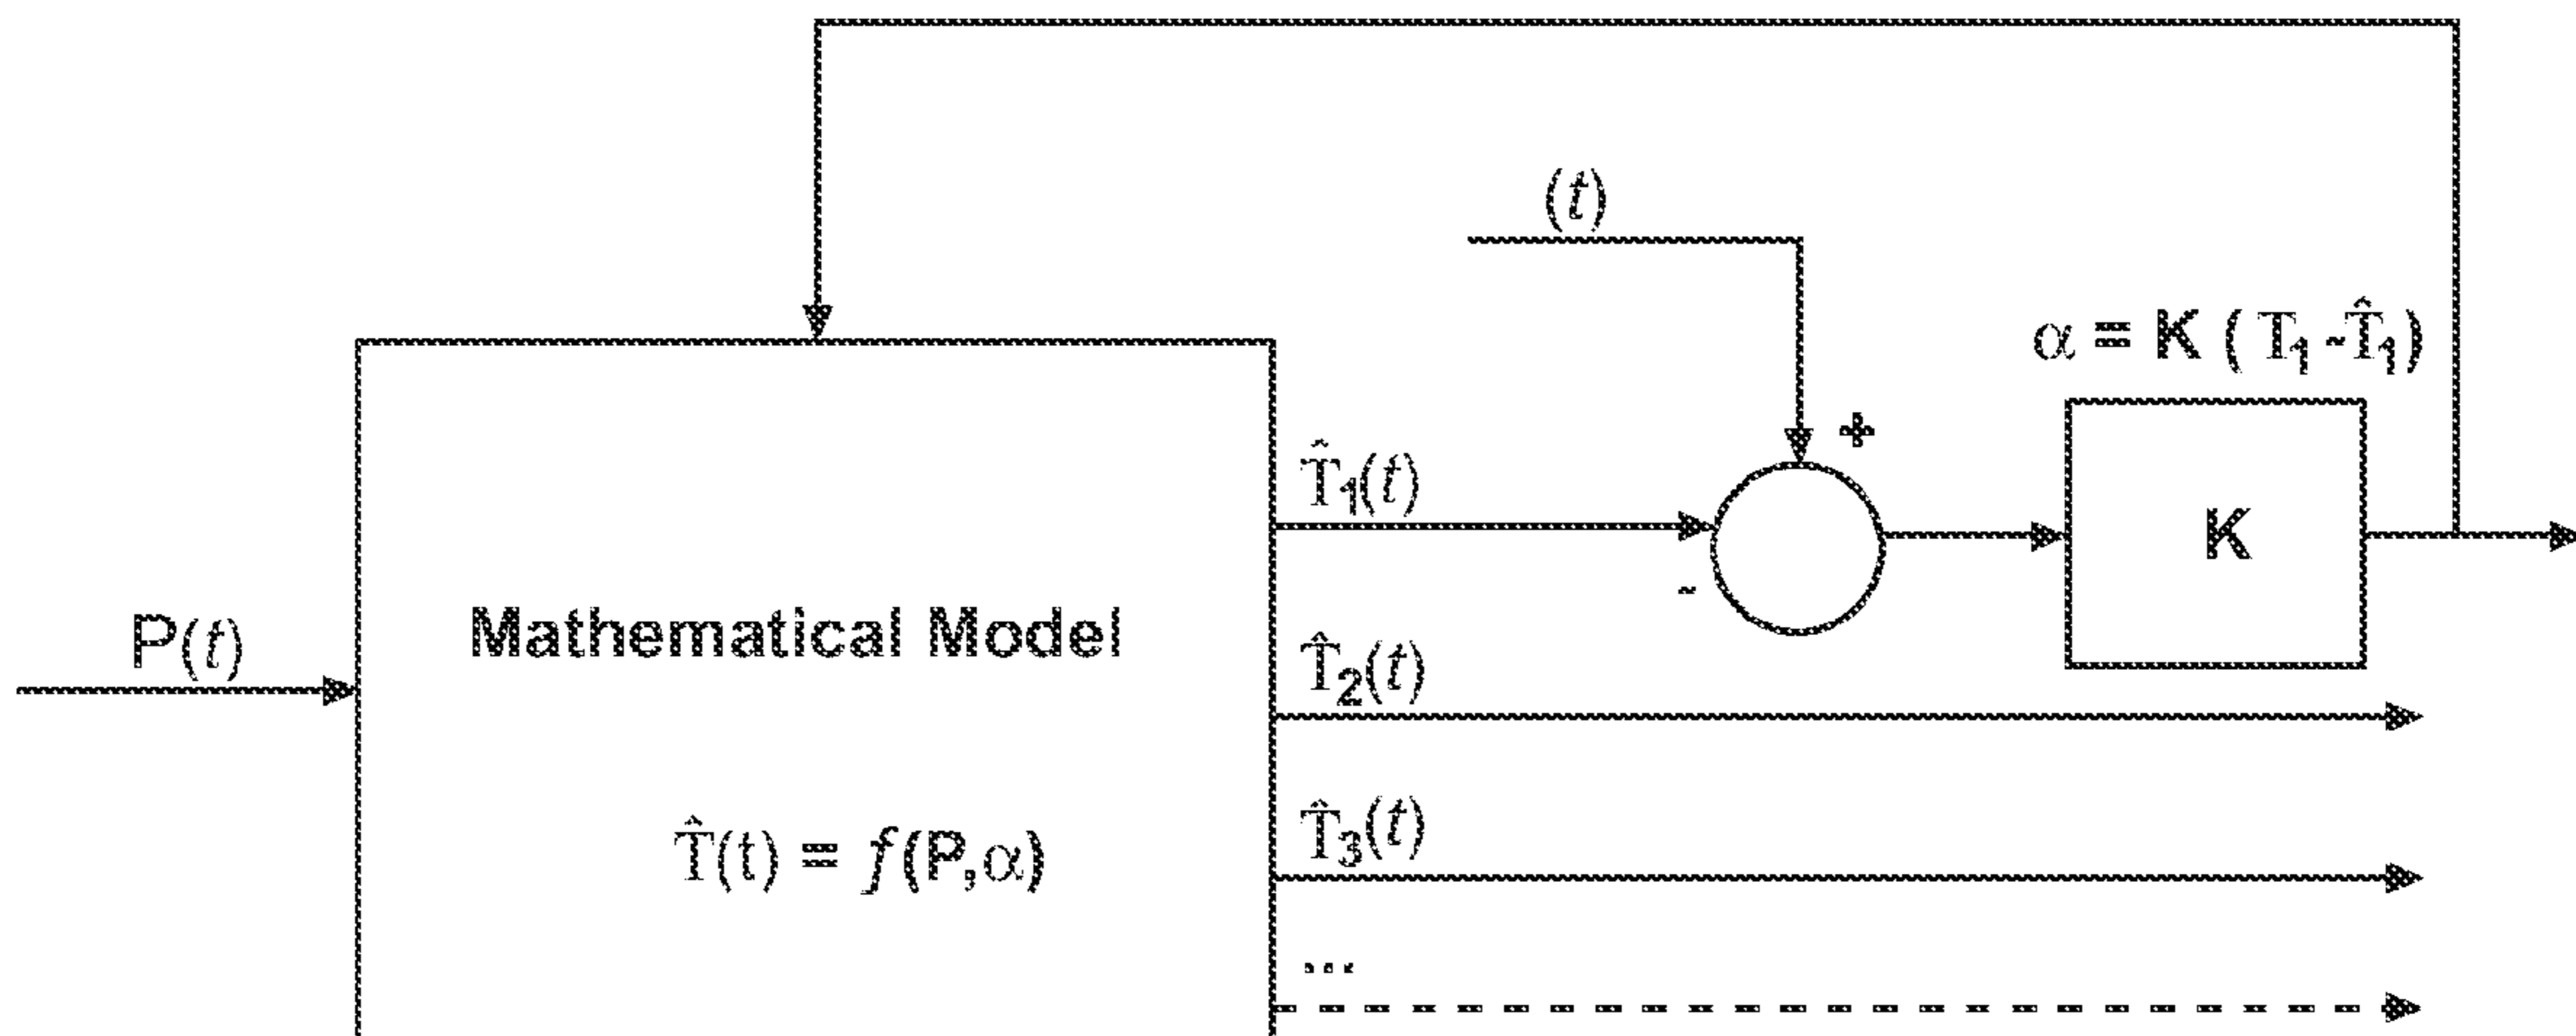 (t)
α = K ( T₁ -T̂₁)
+
T̂₁(t)
K
-
P(t)
Mathematical Model
T̂₂(t)
T̂(t) = f(P,α)
T̂₃(t)
...